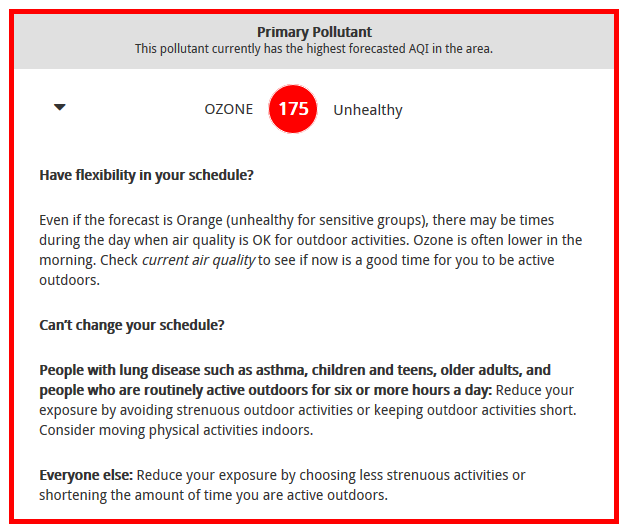 Primary Pollutant
This pollutant currently has the highest forecasted AQI in the area.
OZONE 175 Unhealthy
Have flexibility in your schedule?
Even if the forecast is Orange (unhealthy for sensitive groups), there may be times
during the day when air quality is OK for outdoor activities. Ozone is often lower in the
morning. Check current air quality to see if now is a good time for you to be active
outdoors.
Can't change your schedule?
People with lung disease such as asthma, children and teens, older adults, and
people who are routinely active outdoors for six or more hours a day: Reduce your
exposure by avoiding strenuous outdoor activities or keeping outdoor activities short.
Consider moving physical activities indoors.
Everyone else: Reduce your exposure by choosing less strenuous activities or
shortening the amount of time you are active outdoors.